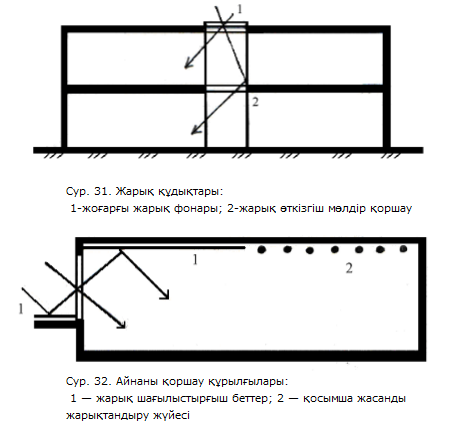 1
2
Сур. 31. Жарық құдықтары:
1-жоғарғы жарық фонары; 2-жарық өткізгіш мөлдір қоршау
1
2
1
Сур. 32. Айнаны қоршау құрылғылары:
1 — жарық шағылыстырғыш беттер; 2 — қосымша жасанды
жарықтандыру жүйесі